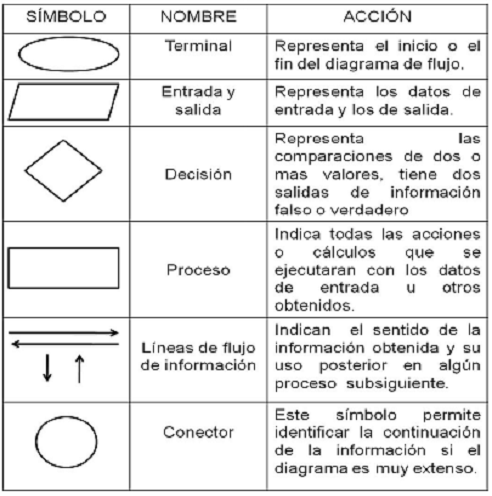 SÍMBOLO NOMBRE ACCIÓN
Terminal
Representa el inicio o el
fin del diagrama de flujo.
Entrada y
salida
Representa los datos de
entrada y los de salida.
Decisión
Representa las
comparaciones de dos o
mas valores, tiene dos
salidas de información
falso o verdadero
Proceso
Indica todas las acciones
o cálculos que se
ejecutaran con los datos
de entrada u otros
obtenidos.
Líneas de flujo
de información
Indican el sentido de la
información obtenida y su
uso posterior en algún
proceso subsiguiente.
Conector
Este símbolo permite
identificar la continuación
de la información si el
diagrama es muy extenso.